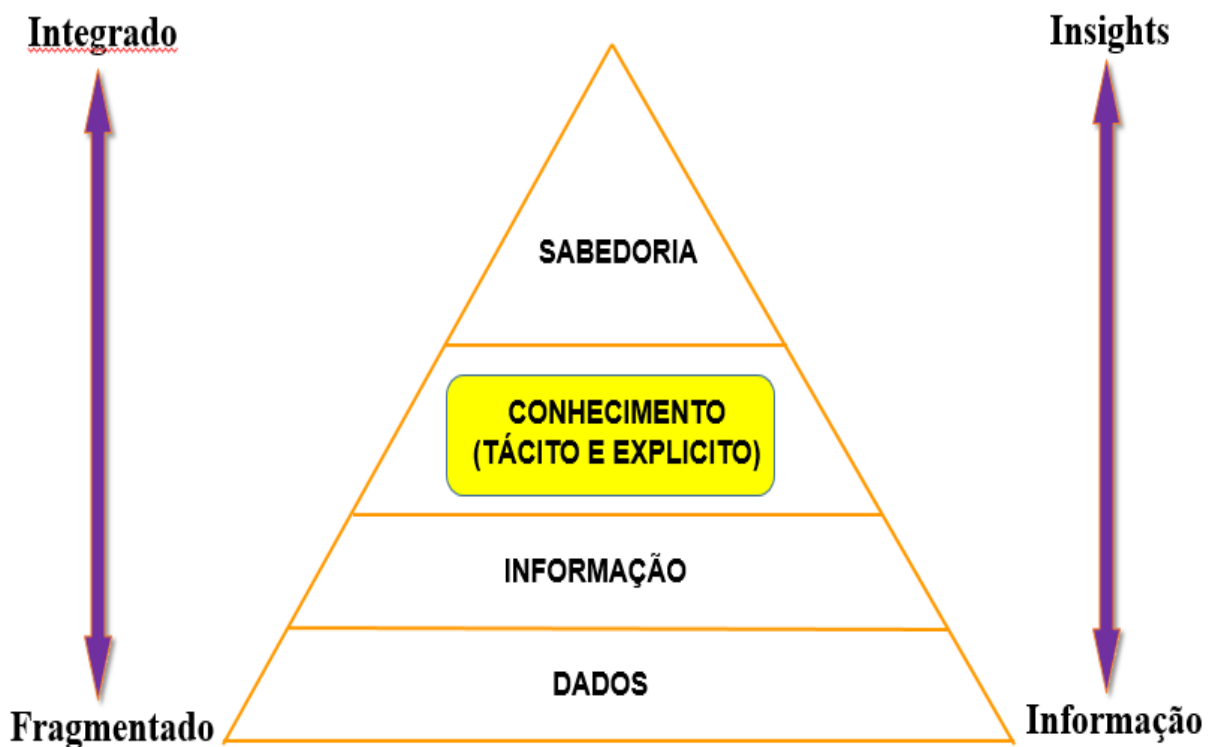 Integrado
Insights
SABEDORIA
CONHECIMENTO
(TÁCITO E EXPLICITO)
INFORMAÇÃO
DADOS
Fragmentado
Informação